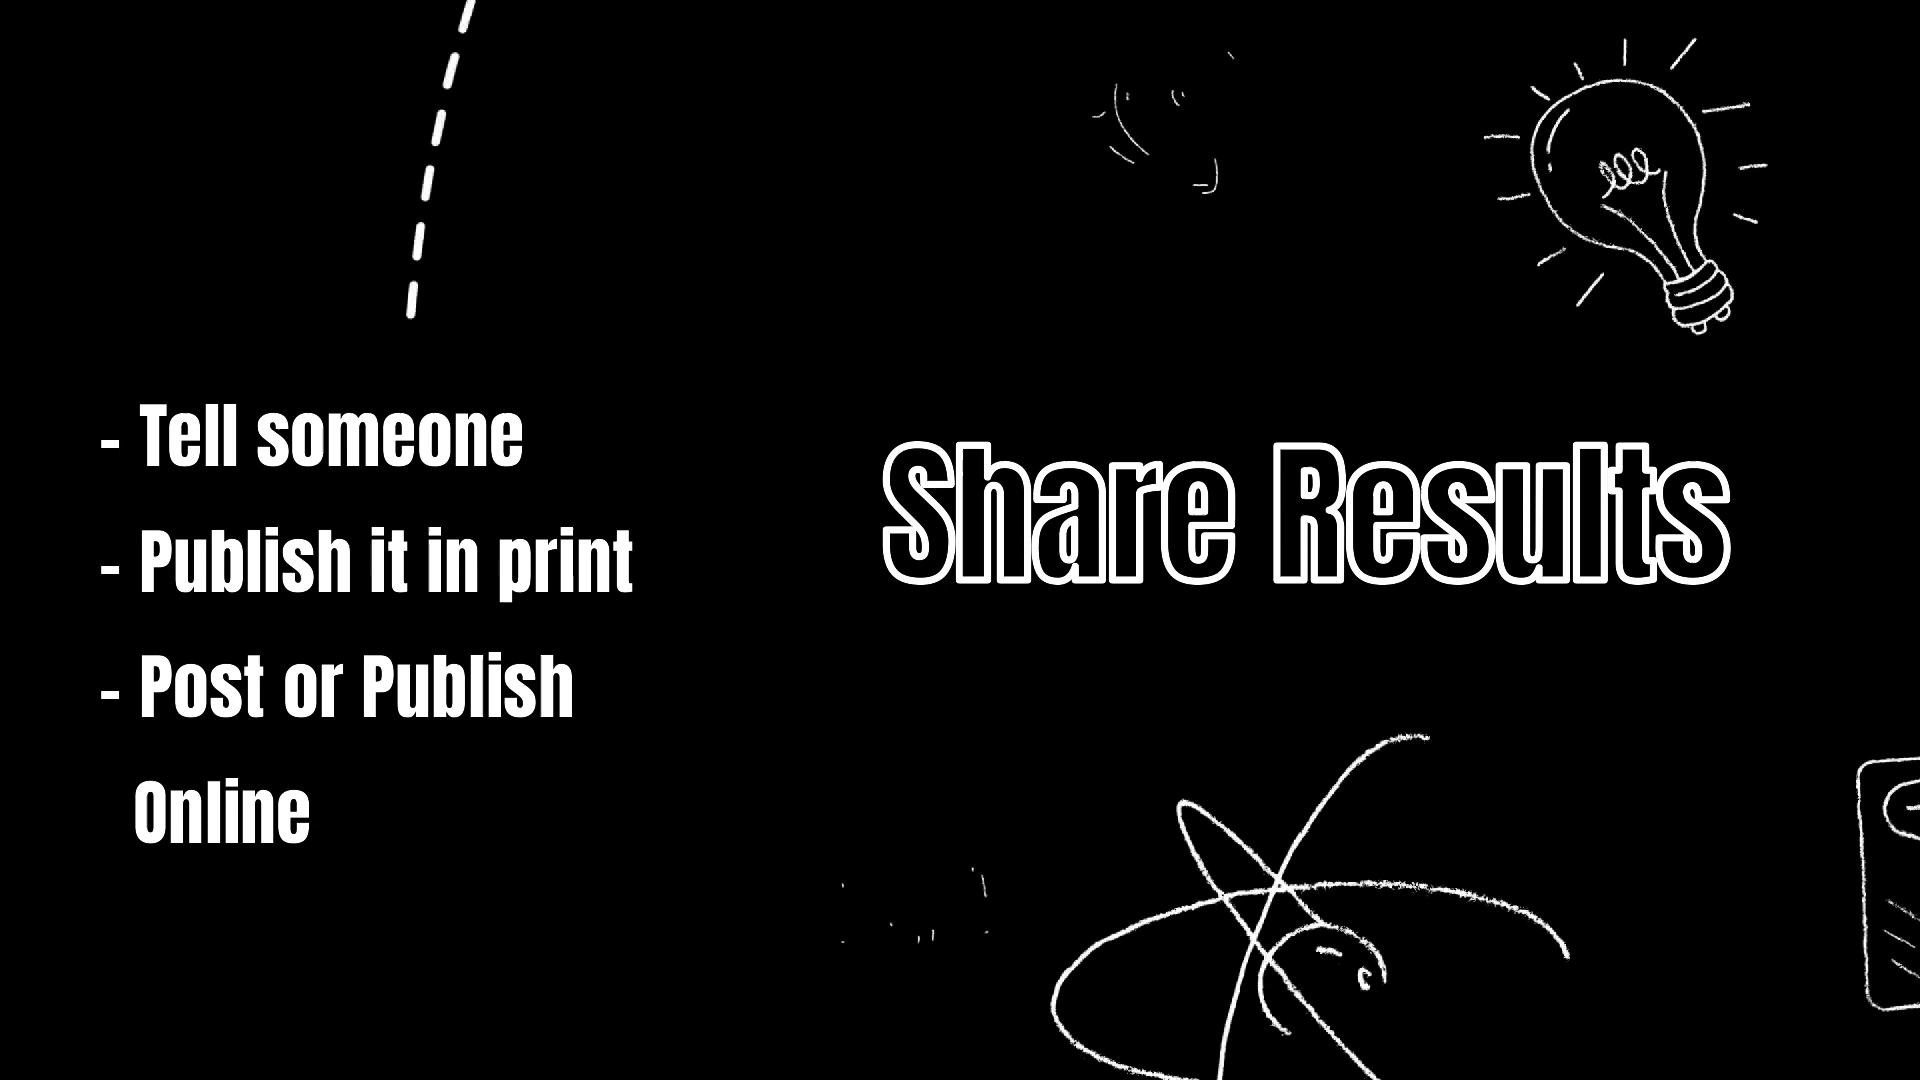 - Tell someone
- Publish it in print
- Post or Publish
Online
Share Results